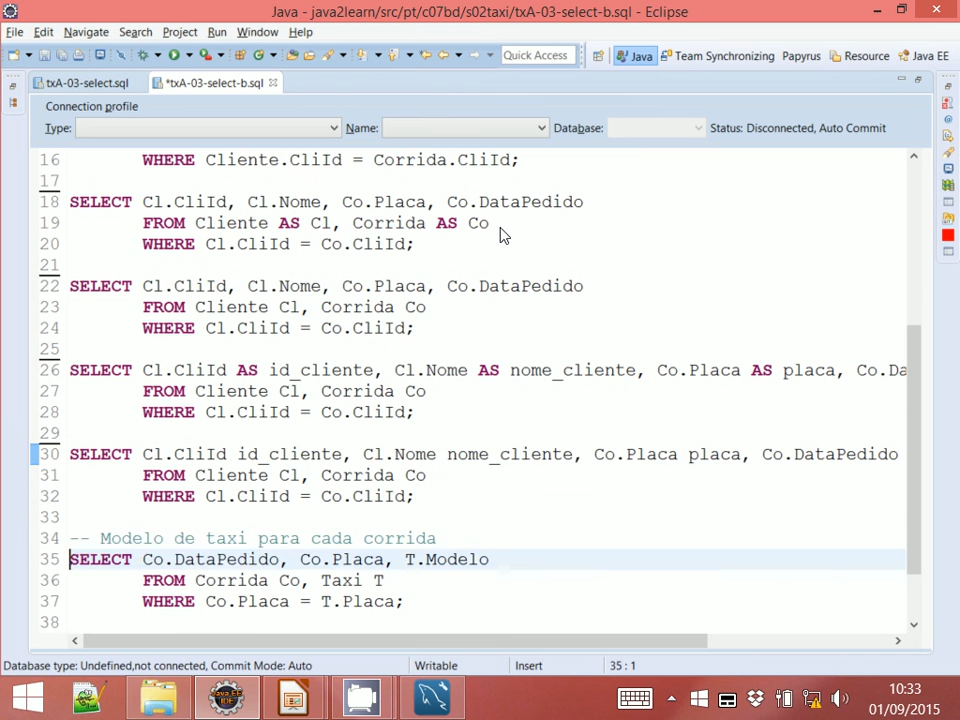 Java - java2learn/src/pt/c07bd/s02taxi/txA-03-select-b.sql - Eclipse
File Edit Navigate Search Project Run Window Help
Quick Access Java Team Synchronizing Papyrus Resource Java EE
txA-03-select.sql *txA-03-select-b.sql
Connection profile
Type: Name: Database: Status: Disconnected, Auto Commit
16 WHERE Cliente.CliId = Corrida.CliId;
17
18 SELECT Cl.CliId, Cl.Nome, Co.Placa, Co.DataPedido
19 FROM Cliente AS Cl, Corrida AS Co
20 WHERE Cl.CliId = Co.CliId;
21
22 SELECT Cl.CliId, Cl.Nome, Co.Placa, Co.DataPedido
23 FROM Cliente Cl, Corrida Co
24 WHERE Cl.CliId = Co.CliId;
25
26 SELECT Cl.CliId AS id_cliente, Cl.Nome AS nome_cliente, Co.Placa AS placa, Co.Da
27 FROM Cliente Cl, Corrida Co
28 WHERE Cl.CliId = Co.CliId;
29
30 SELECT Cl.CliId id_cliente, Cl.Nome nome_cliente, Co.Placa placa, Co.DataPedido
31 FROM Cliente Cl, Corrida Co
32 WHERE Cl.CliId = Co.CliId;
33
34 -- Modelo de taxi para cada corrida
35 SELECT Co.DataPedido, Co.Placa, T.Modelo
36 FROM Corrida Co, Taxi T
37 WHERE Co.Placa = T.Placa;
38
Database type: Undefined,not connected, Commit Mode: Auto Writable Insert 35 : 1
Java EE
IDE
10:33
01/09/2015